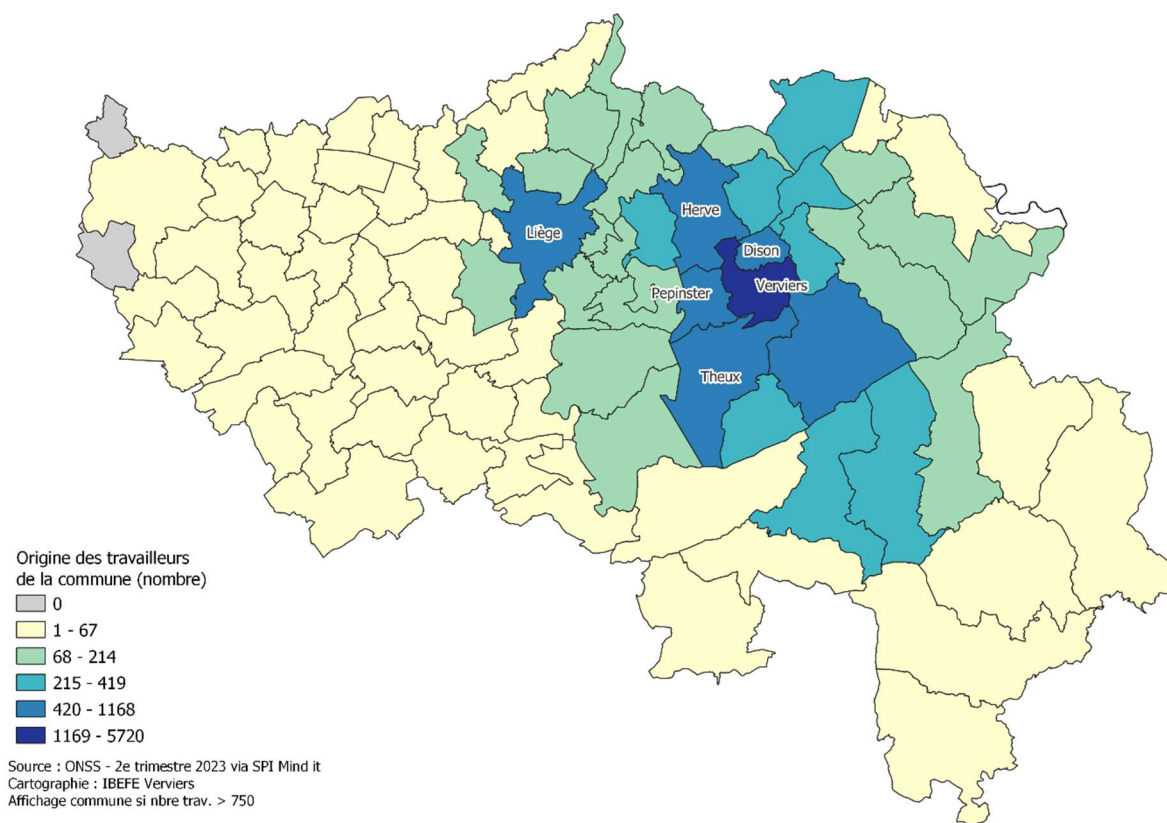 Herve
Liège
Dison
Verviers
Pepinster
Theux
Origine des travailleurs
de la commune (nombre)
0
1 - 67
68 - 214
215 - 419
420 - 1168
1169 - 5720
Source : ONSS - 2e trimestre 2023 via SPI Mind it
Cartographie : IBEFE Verviers
Affichage commune si nbre trav. > 750